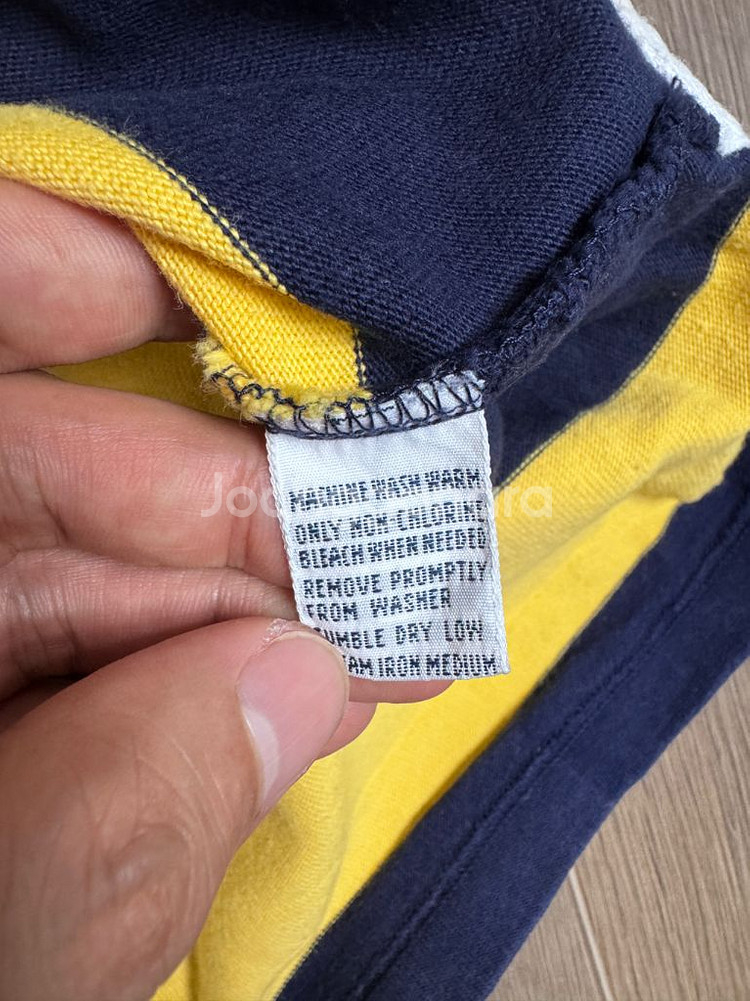 MACHINE WASH WARM
ONLY NON-CHLORINE
BLEACH WHEN NEEDED
REMOVE PROMPTLY
FROM WASHER
TUMBLE DRY LOW
IRON MEDIUM